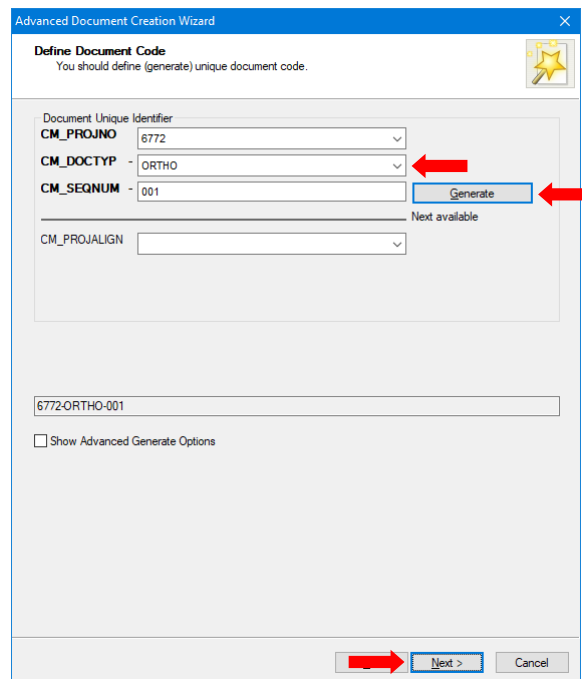 Advanced Document Creation Wizard
Define Document Code
You should define (generate) unique document code.
Document Unique Identifier
CM_PROJNO 6772
CM_DOCTYP - ORTHO
CM_SEQNUM - 001 Generate
Next available
CM_PROJALIGN
6772-ORTHO-001
Show Advanced Generate Options
Next > Cancel